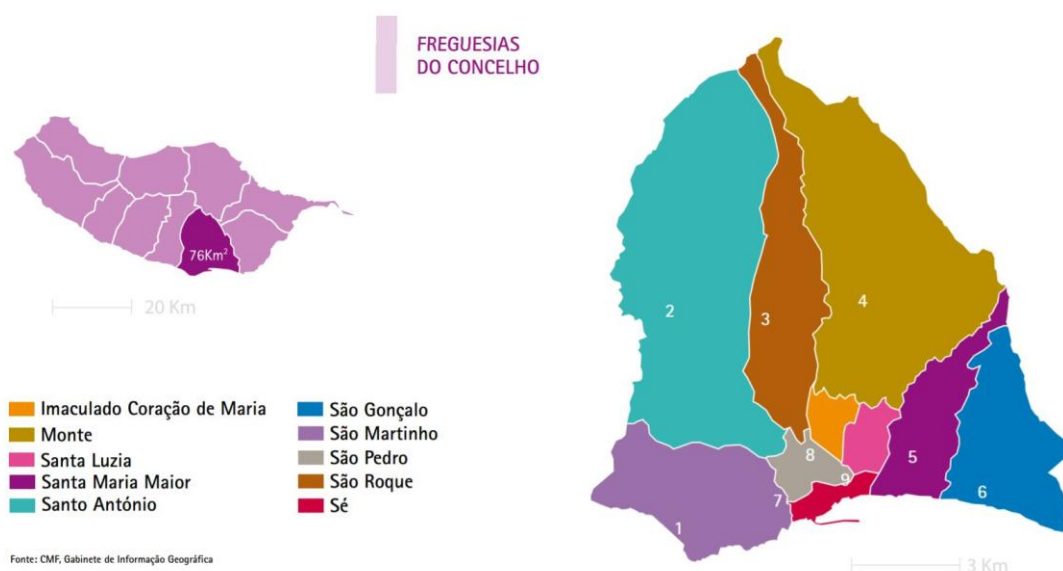 FREGUESIAS
DO CONCELHO
76Km²
20 Km
Imaculado Coração de Maria
Monte
Santa Luzia
Santa Maria Maior
Santo António
São Gonçalo
São Martinho
São Pedro
São Roque
Sé
Fonte: CMF, Gabinete de Informação Geográfica
4
2
3
8
5
9
6
7
1
3 Km